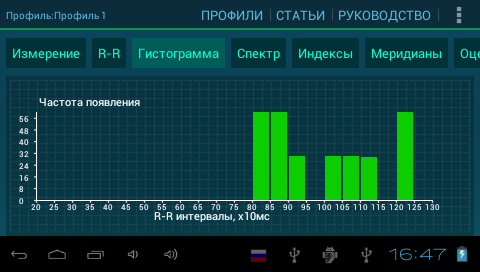 Профиль:Профиль 1
ПРОФИЛИ СТАТЬИ РУКОВОДСТВО
Измерение R-R Гистограмма Спектр Индексы Меридианы Оце
Частота появления
56
48
40
32
24
16
8
0
20 25 30 35 40 45 50 55 60 65 70 75 80 85 90 95 100 105 110 115 120 125 130
R-R интервалы, x10мс
16:47